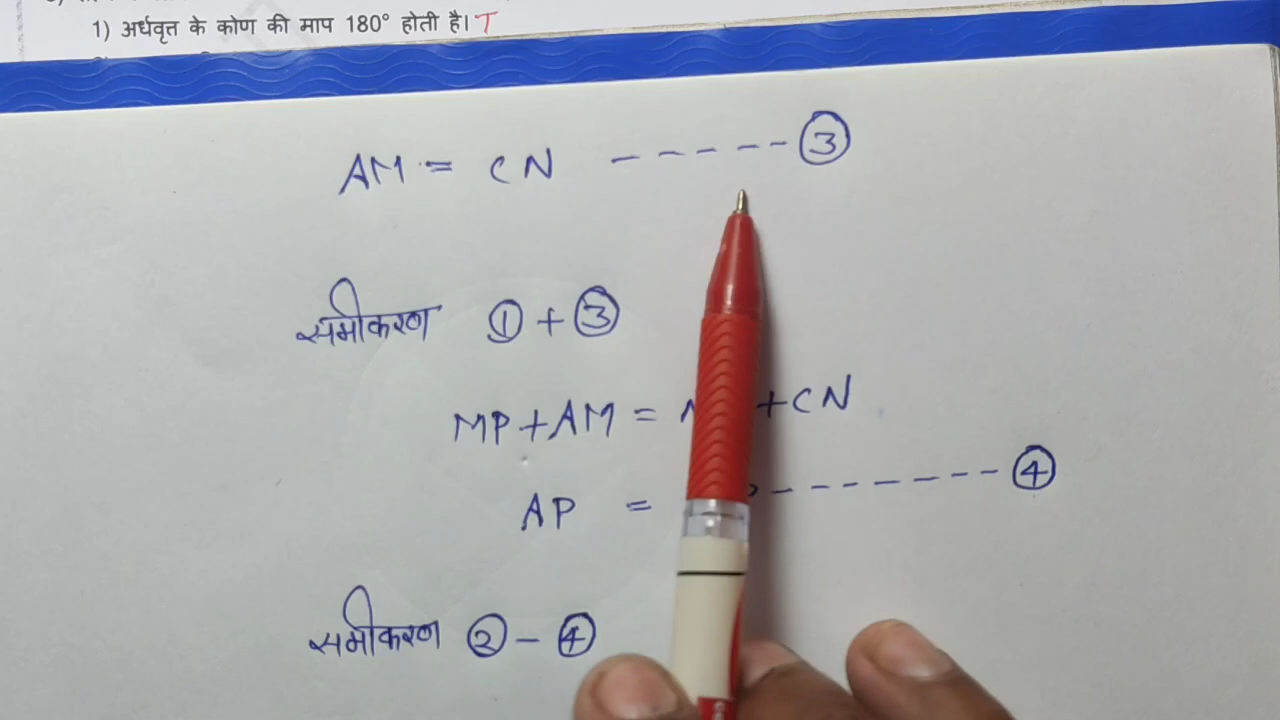 1) अर्धवृत्त के कोण की माप 180° होती है। T
AM = CN ------ ③
समीकरण ① + ③
MP + AM = + CN
AP = -------- ④
समीकरण ② - ④